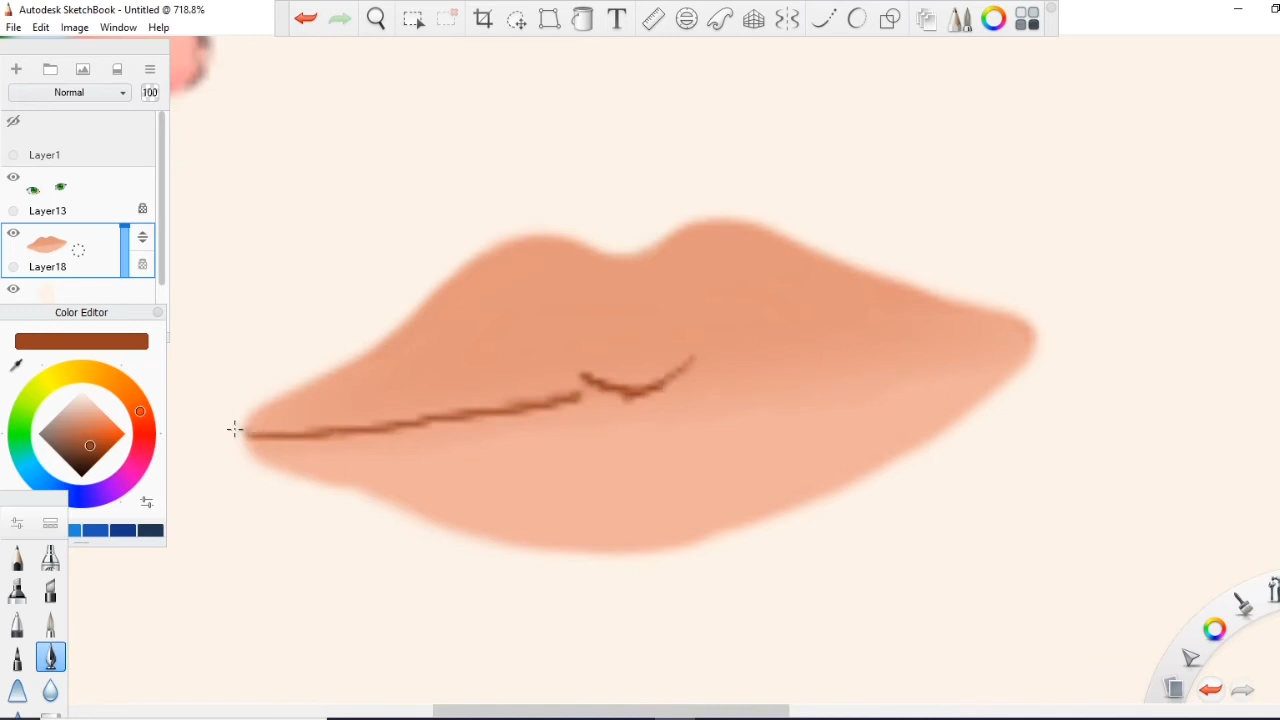 Autodesk SketchBook - Untitled @ 718.8%
File Edit Image Window Help
T
Normal 100
Layer1
Layer13
Layer18
Color Editor